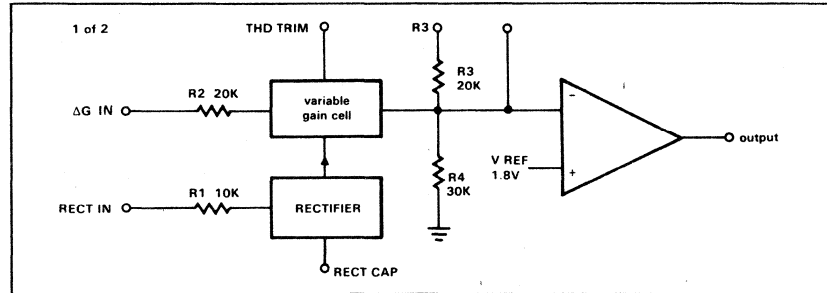 1 of 2
THD TRIM
R3
R3
20K
ΔG IN
R2 20K
variable
gain cell
−
+
output
V REF
1.8V
R4
30K
RECT IN
R1 10K
RECTIFIER
RECT CAP